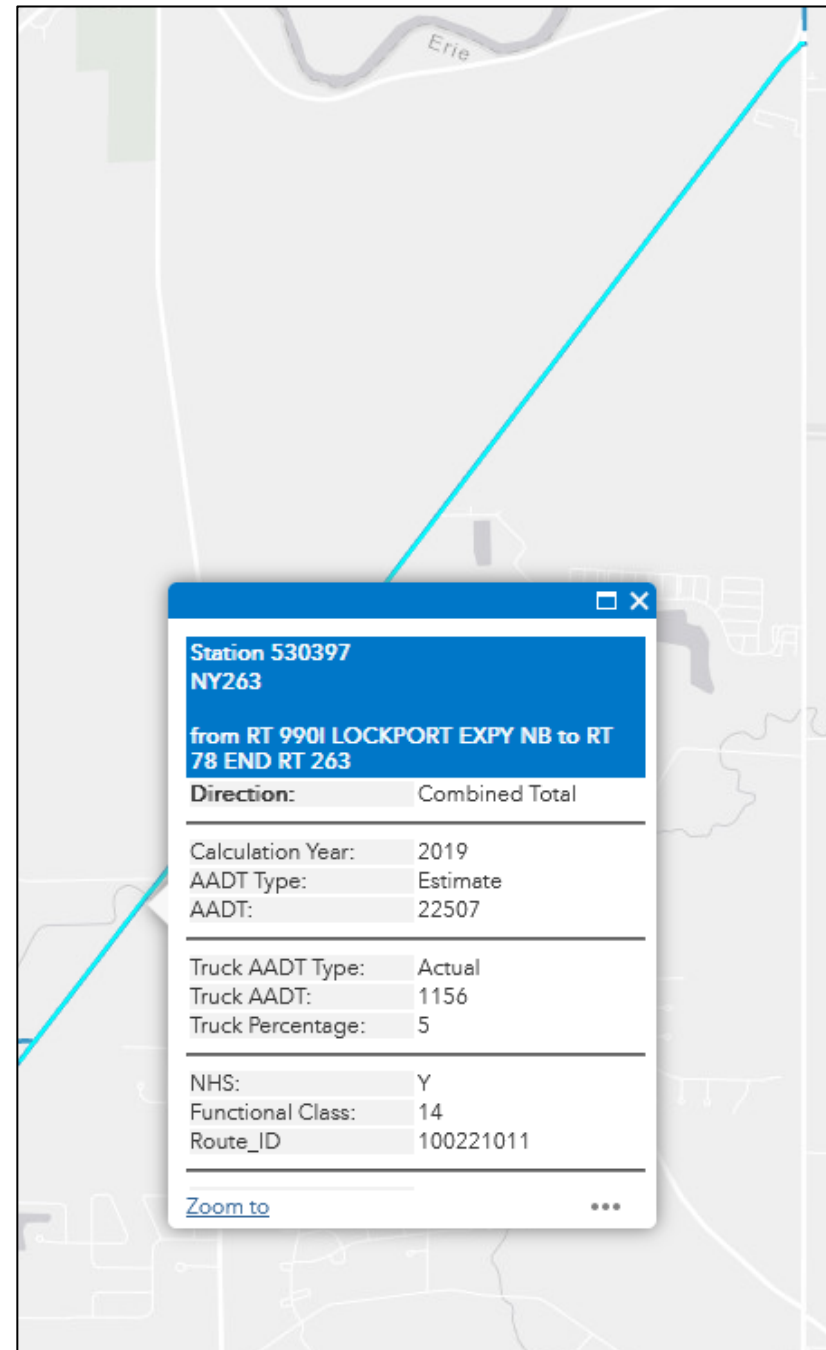 Erie
Station 530397
NY263
from RT 990I LOCKPORT EXPY NB to RT
78 END RT 263
Direction: Combined Total
Calculation Year: 2019
AADT Type: Estimate
AADT: 22507
Truck AADT Type: Actual
Truck AADT: 1156
Truck Percentage: 5
NHS: Y
Functional Class: 14
Route_ID 100221011
Zoom to